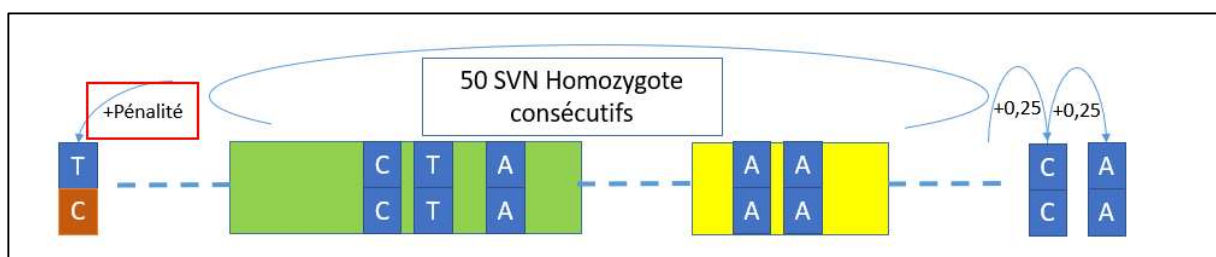 50 SVN Homozygote
consécutifs
+Pénalité
+0,25 +0,25
T C T A A A C A
C C T A A A C A